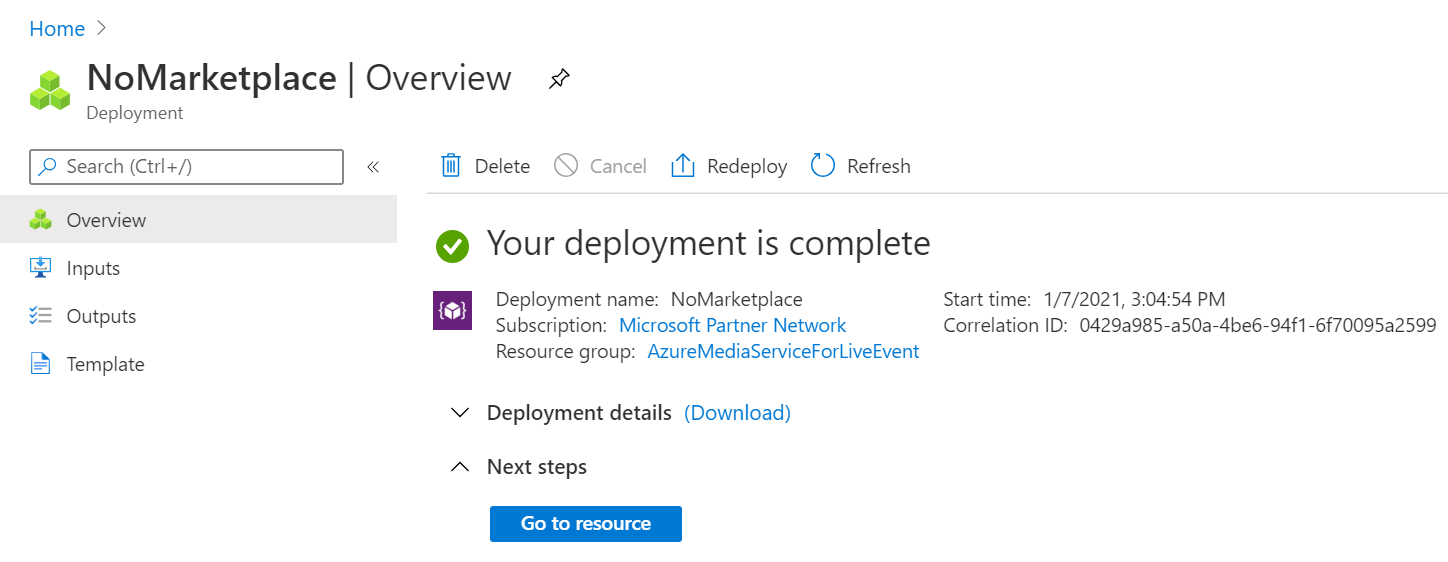 Home
NoMarketplace | Overview
Deployment
Search (Ctrl+/)
«
Overview
Inputs
Outputs
Template
Delete Cancel Redeploy Refresh
Your deployment is complete
Deployment name: NoMarketplace
Subscription: Microsoft Partner Network
Resource group: AzureMediaServiceForLiveEvent
Start time: 1/7/2021, 3:04:54 PM
Correlation ID: 0429a985-a50a-4be6-94f1-6f70095a2599
Deployment details (Download)
Next steps
Go to resource